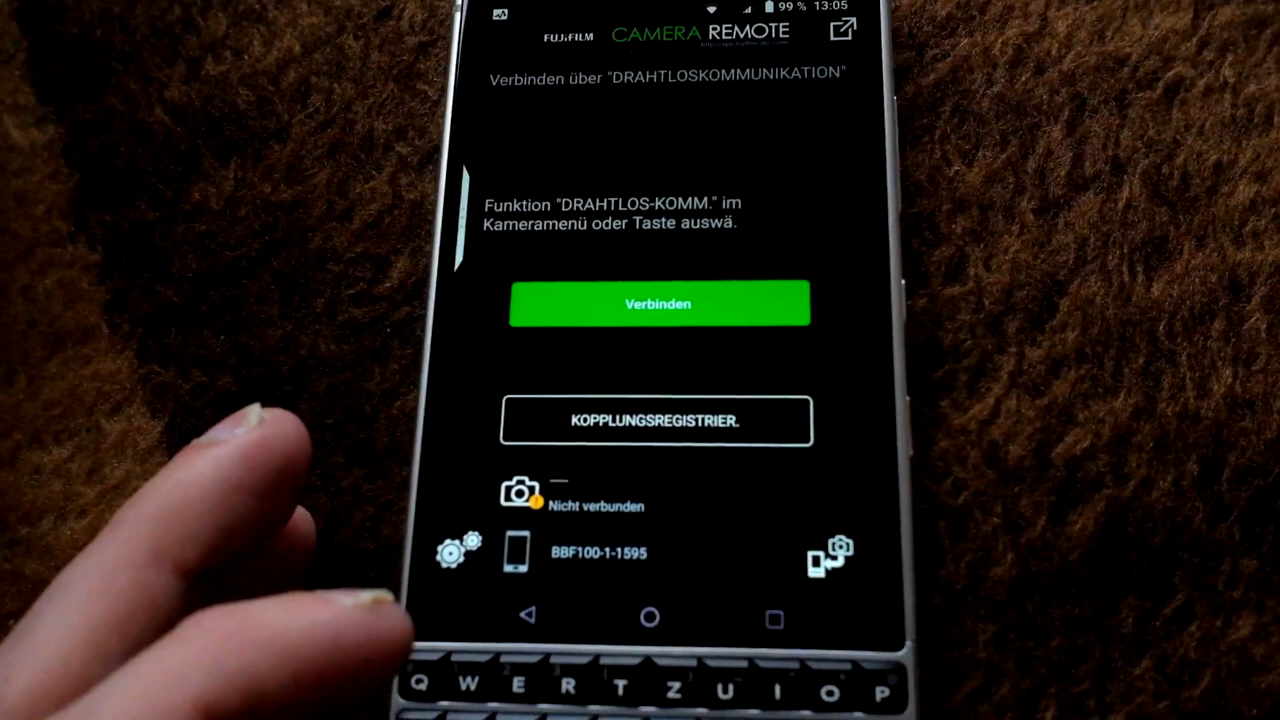 99 % 13:05
FUJIFILM CAMERA REMOTE
Verbinden über "DRAHTLOSKOMMUNIKATION"
Funktion "DRAHTLOS-KOMM." im
Kameramenü oder Taste auswä.
Verbinden
KOPPLUNGSREGISTRIER.
—
Nicht verbunden
BBF100-1-1595
Q W E R T Z U I O P